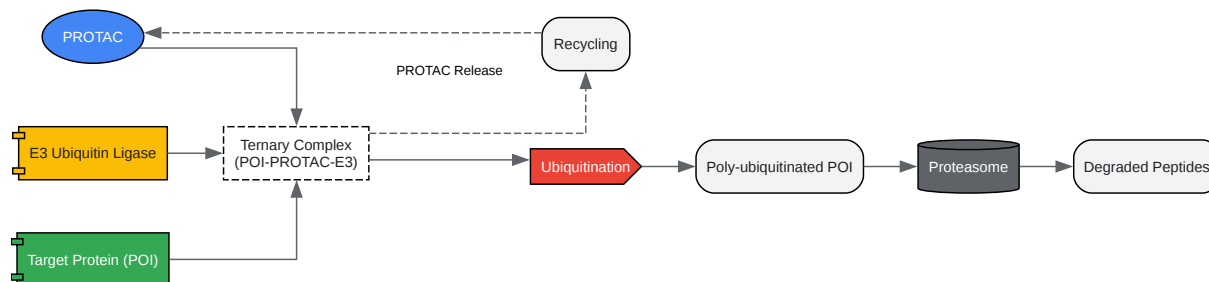 PROTAC
Recycling
PROTAC Release
E3 Ubiquitin Ligase
Ternary Complex
(POI-PROTAC-E3)
Ubiquitination
Poly-ubiquitinated POI
Proteasome
Degraded Peptides
Target Protein (POI)